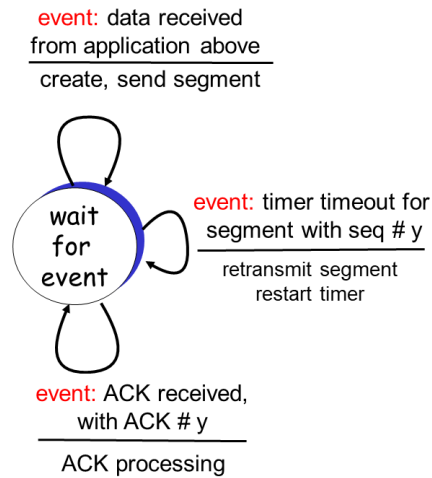 event: data received
from application above
create, send segment
wait
for
event
event: timer timeout for
segment with seq # y
retransmit segment
restart timer
event: ACK received,
with ACK # y
ACK processing